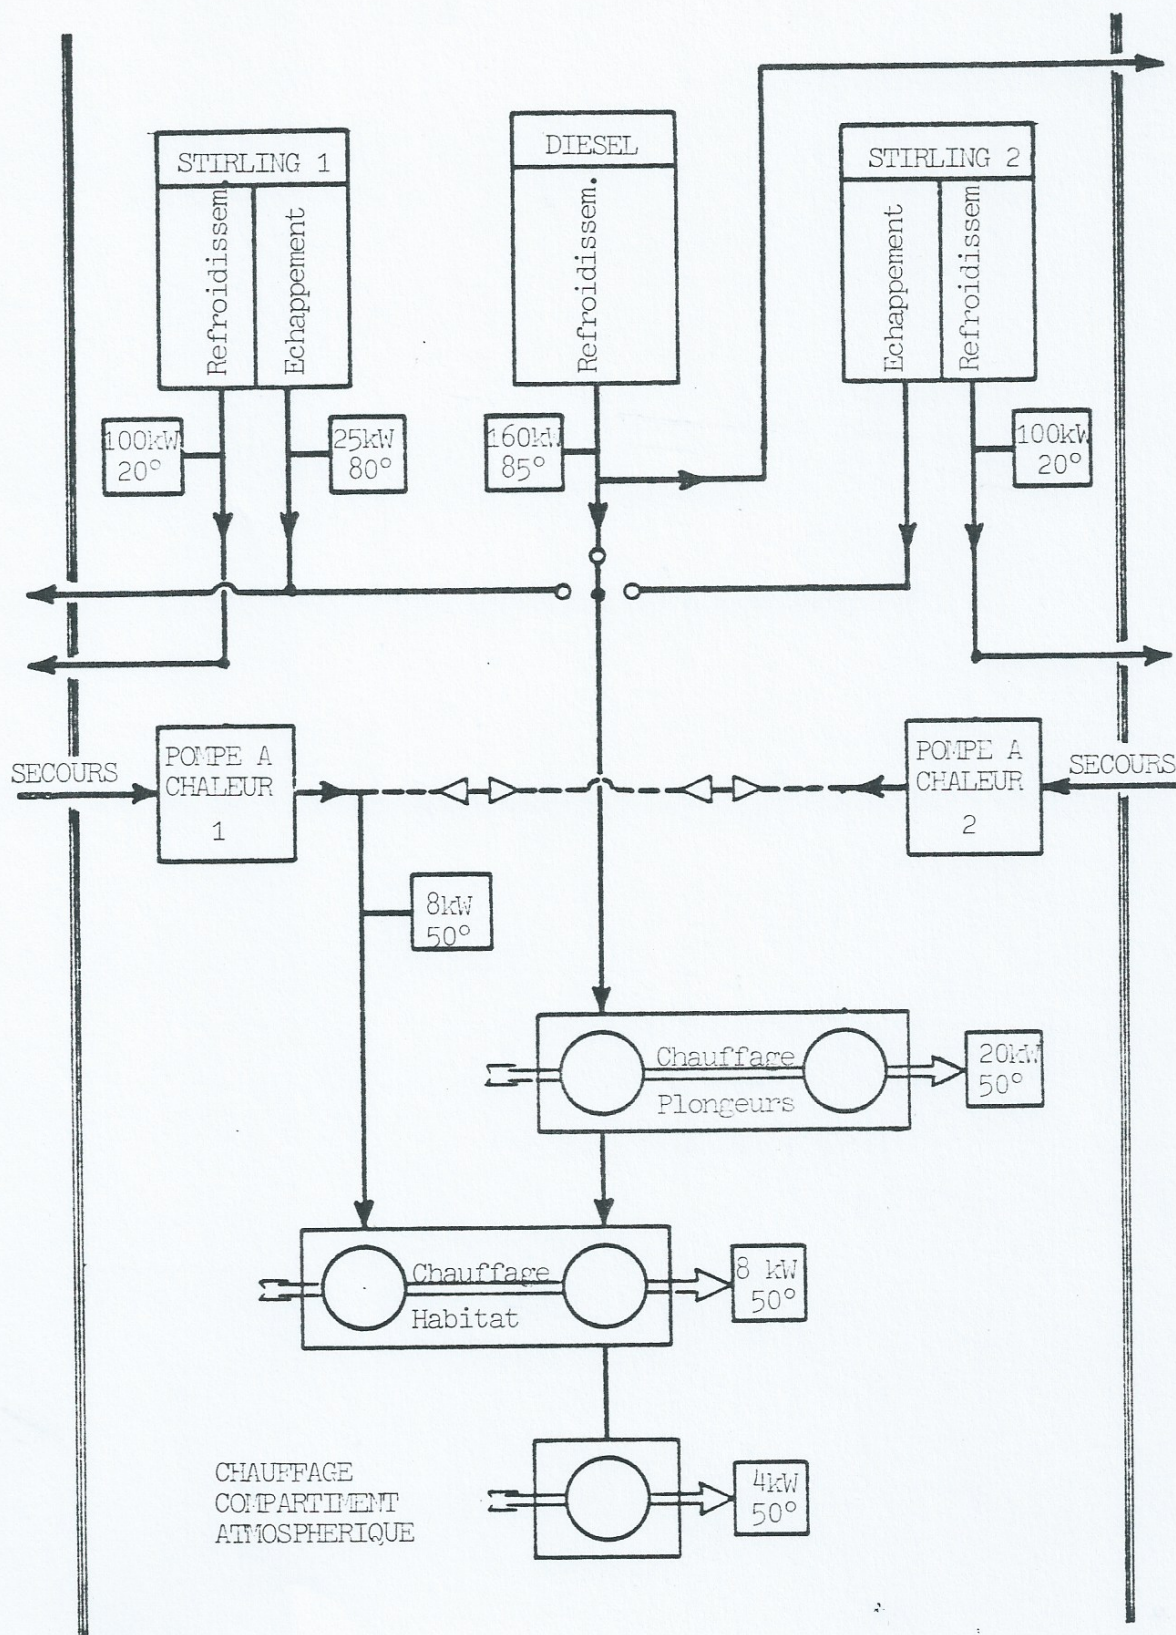 STIRLING 1
Refroidissem.
Echappement
DIESEL
Refroidissem.
STIRLING 2
Echappement
Refroidissem
100kW
20°
25kW
80°
160kW
85°
100kW
20°
SECOURS
POMPE A
CHALEUR
1
POMPE A
CHALEUR
2
SECOURS
8kW
50°
Chauffage
Plongeurs
20kW
50°
Chauffage
Habitat
8 kW
50°
CHAUFFAGE
COMPARTIMENT
ATMOSPHERIQUE
4kW
50°